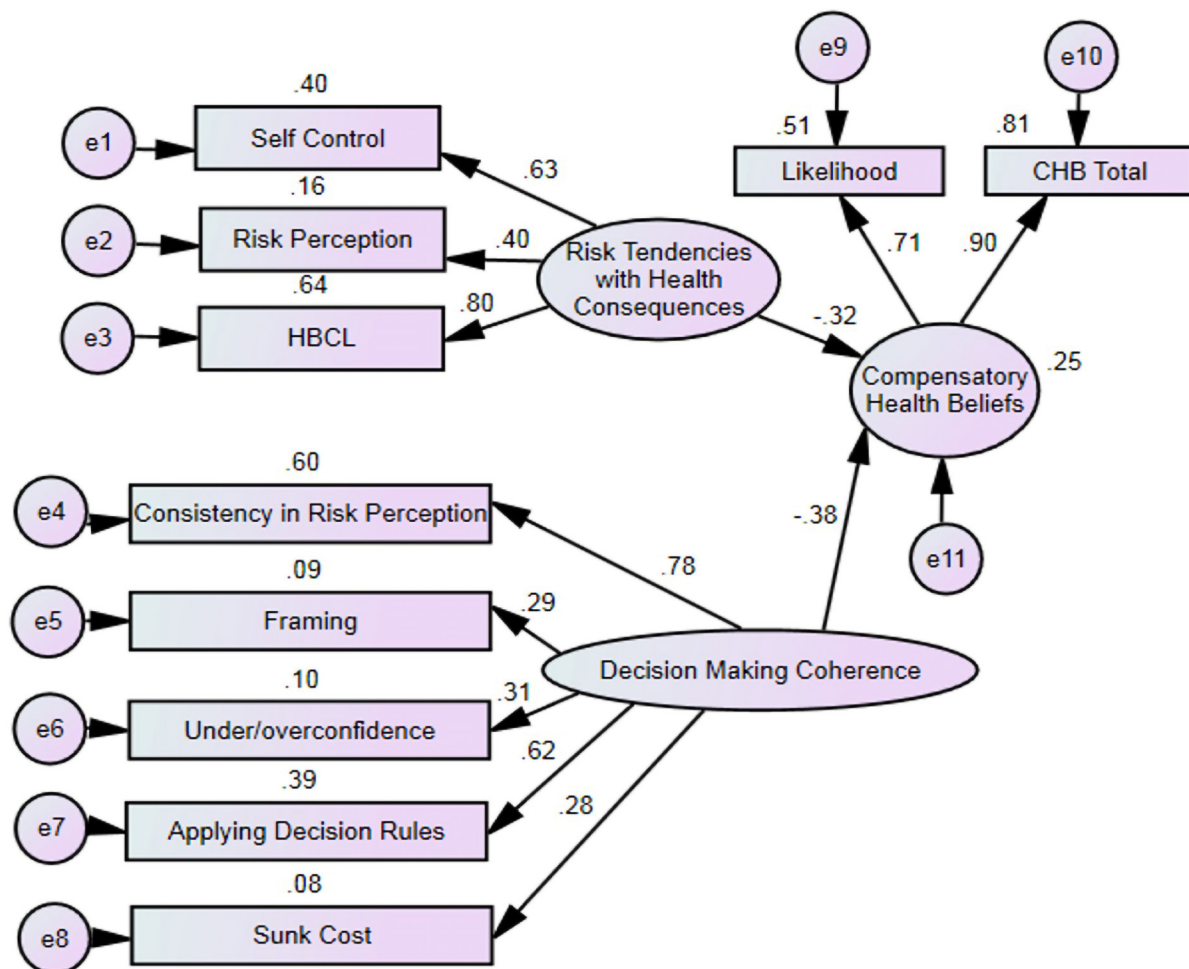 e9
e10
.40
.51
.81
e1
Self Control
Likelihood
CHB Total
.63
.16
e2
Risk Perception
.40
.71
.90
Risk Tendencies
with Health
Consequences
.64
.80
e3
HBCL
-.32
Compensatory
Health Beliefs
.25
.60
e4
Consistency in Risk Perception
-.38
e11
.78
.09
e5
Framing
.29
Decision Making Coherence
.10
.31
e6
Under/overconfidence
.62
.39
.28
e7
Applying Decision Rules
.08
e8
Sunk Cost